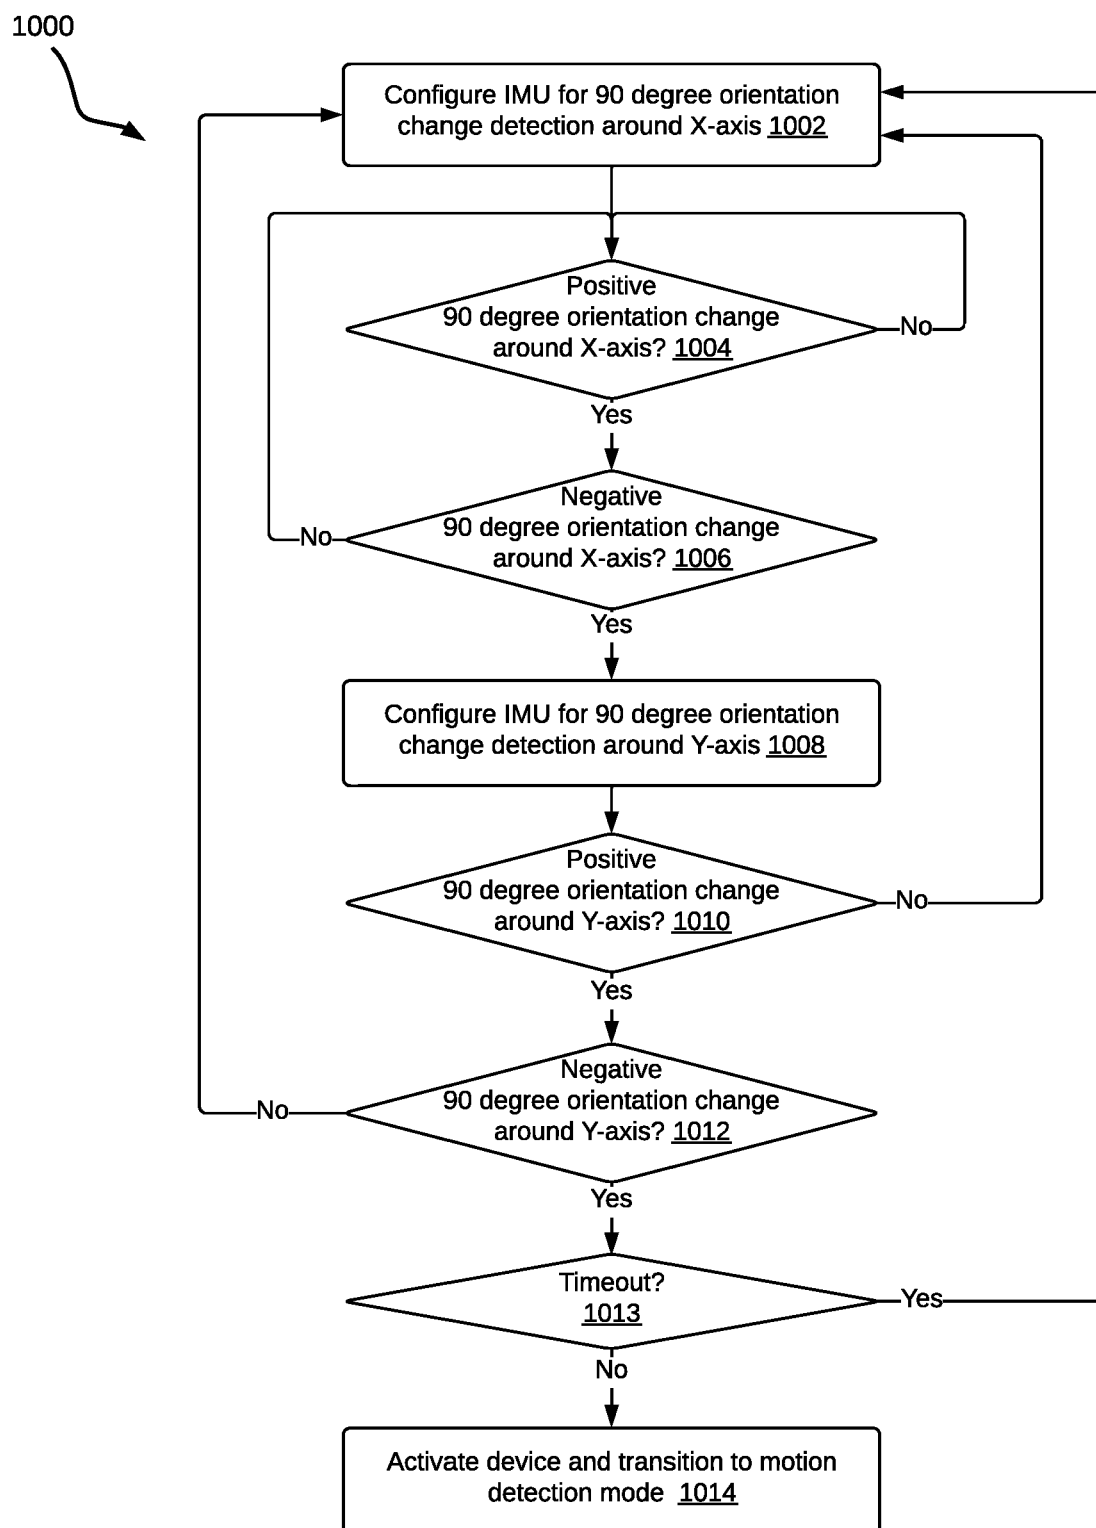 1000
Configure IMU for 90 degree orientation
change detection around X-axis 1002
Positive
90 degree orientation change
around X-axis? 1004
No
Yes
Negative
90 degree orientation change
around X-axis? 1006
No
Yes
Configure IMU for 90 degree orientation
change detection around Y-axis 1008
Positive
90 degree orientation change
around Y-axis? 1010
No
Yes
Negative
90 degree orientation change
around Y-axis? 1012
No
Yes
Timeout?
1013
Yes
No
Activate device and transition to motion
detection mode 1014